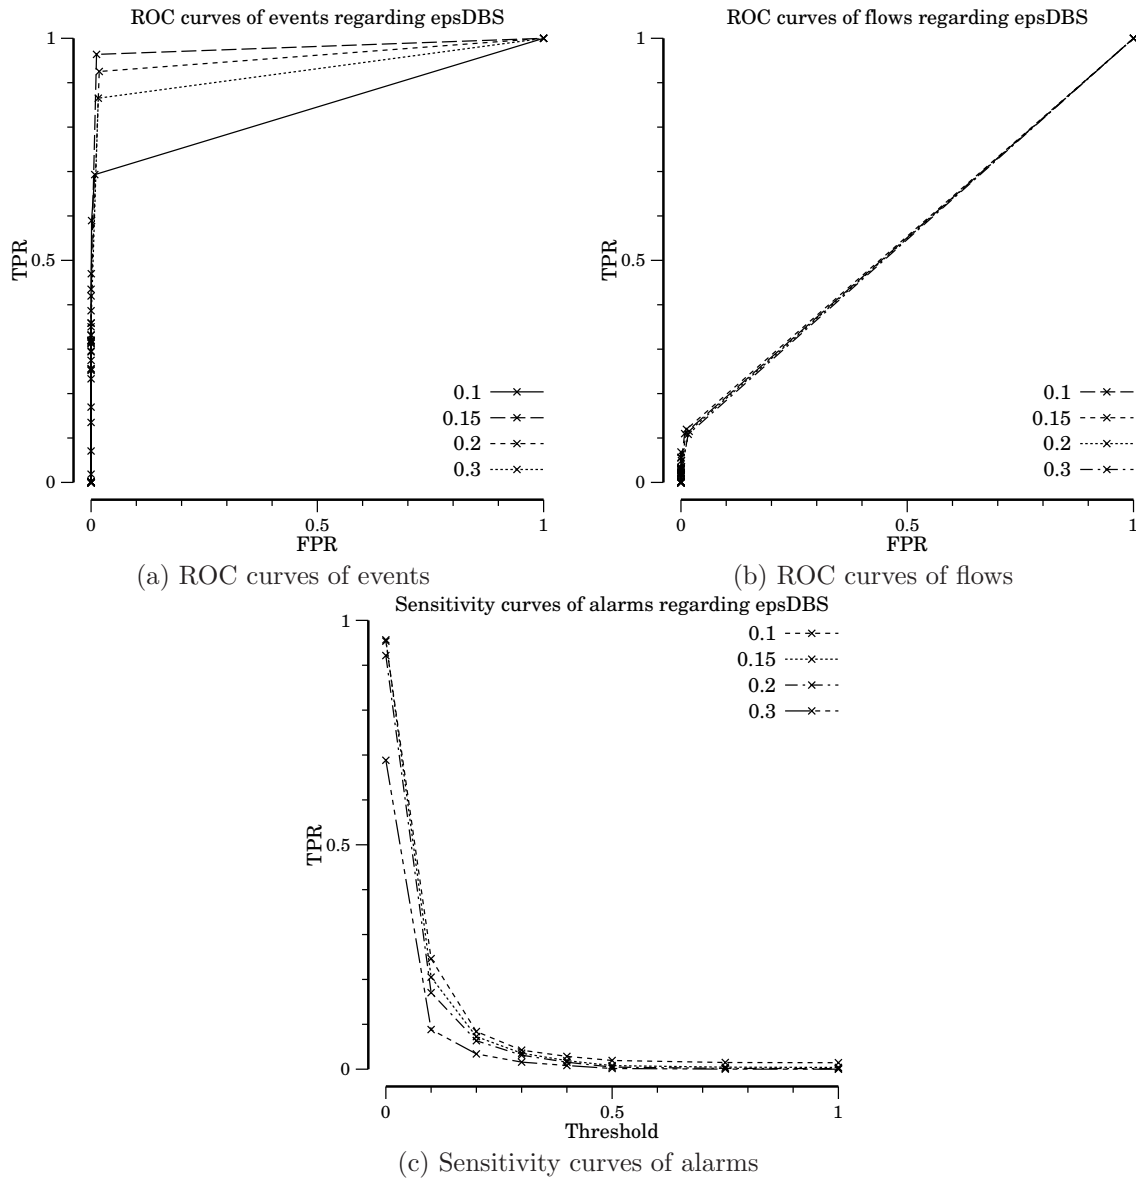 ROC curves of events regarding epsDBS
1
TPR
0.5
0
0.1
0.15
0.2
0.3
0
0.5
1
FPR
(a) ROC curves of events
ROC curves of flows regarding epsDBS
1
TPR
0.5
0
0.1
0.15
0.2
0.3
0
0.5
1
FPR
(b) ROC curves of flows
Sensitivity curves of alarms regarding epsDBS
1
TPR
0.5
0
0.1
0.15
0.2
0.3
0
0.5
1
Threshold
(c) Sensitivity curves of alarms